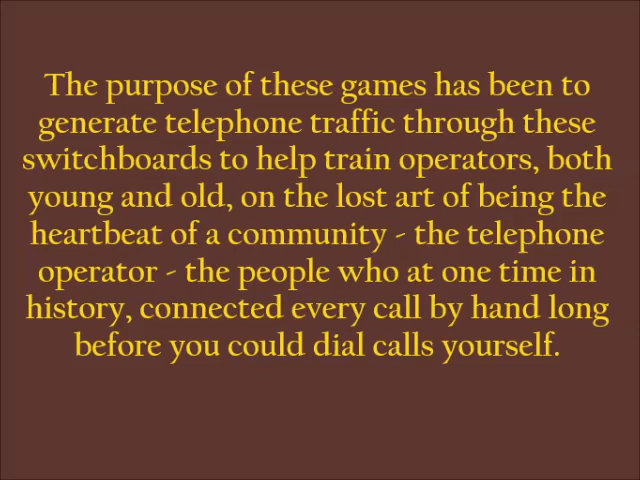 The purpose of these games has been to
generate telephone traffic through these
switchboards to help train operators, both
young and old, on the lost art of being the
heartbeat of a community - the telephone
operator - the people who at one time in
history, connected every call by hand long
before you could dial calls yourself.